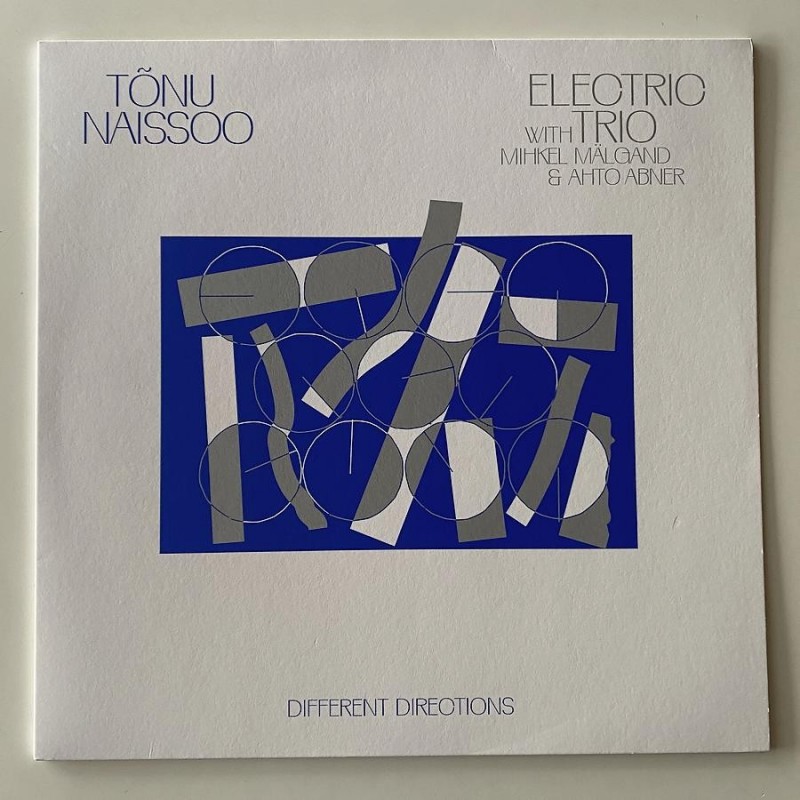 TÕNU
NAISSOO
ELECTRIC
WITH TRIO
MIHKEL MÄLGAND
& AHTO ABNER
DIFFERENT DIRECTIONS